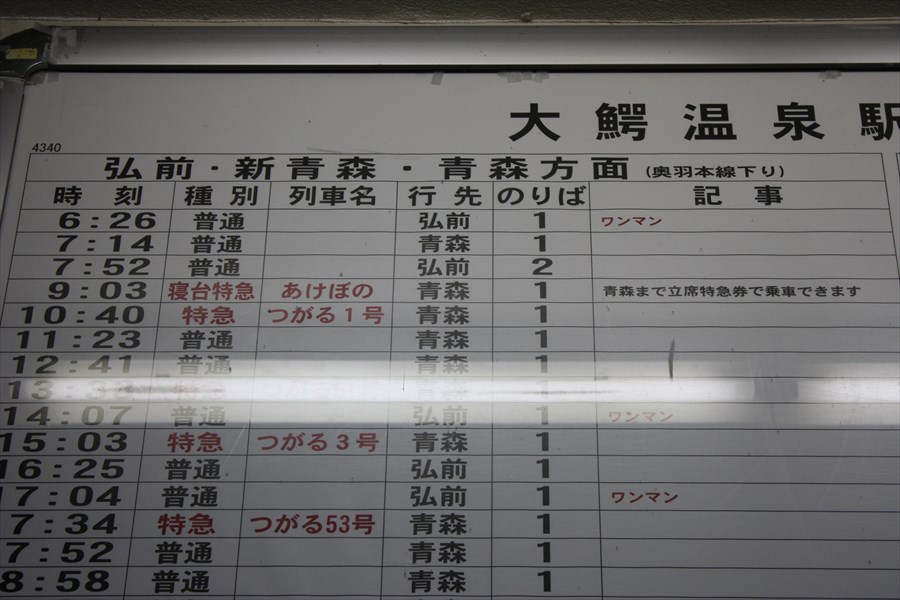 大鰐温泉駅
4340
弘前・新青森・青森方面 (奥羽本線下り)
時刻 種別 列車名 行先 のりば 記事
6:26 普通 弘前 1 ワンマン
7:14 普通 青森 1
7:52 普通 弘前 2
9:03 寝台特急 あけぼの 青森 1 青森まで立席特急券で乗車できます
10:40 特急 つがる1号 青森 1
11:23 普通 青森 1
12:41 普通 青森 1
1
14:07 普通 弘前 1 ワンマン
15:03 特急 つがる3号 青森 1
16:25 普通 弘前 1
7:04 普通 弘前 1 ワンマン
7:34 特急 つがる53号 青森 1
7:52 普通 青森 1
8:58 普通 青森 1